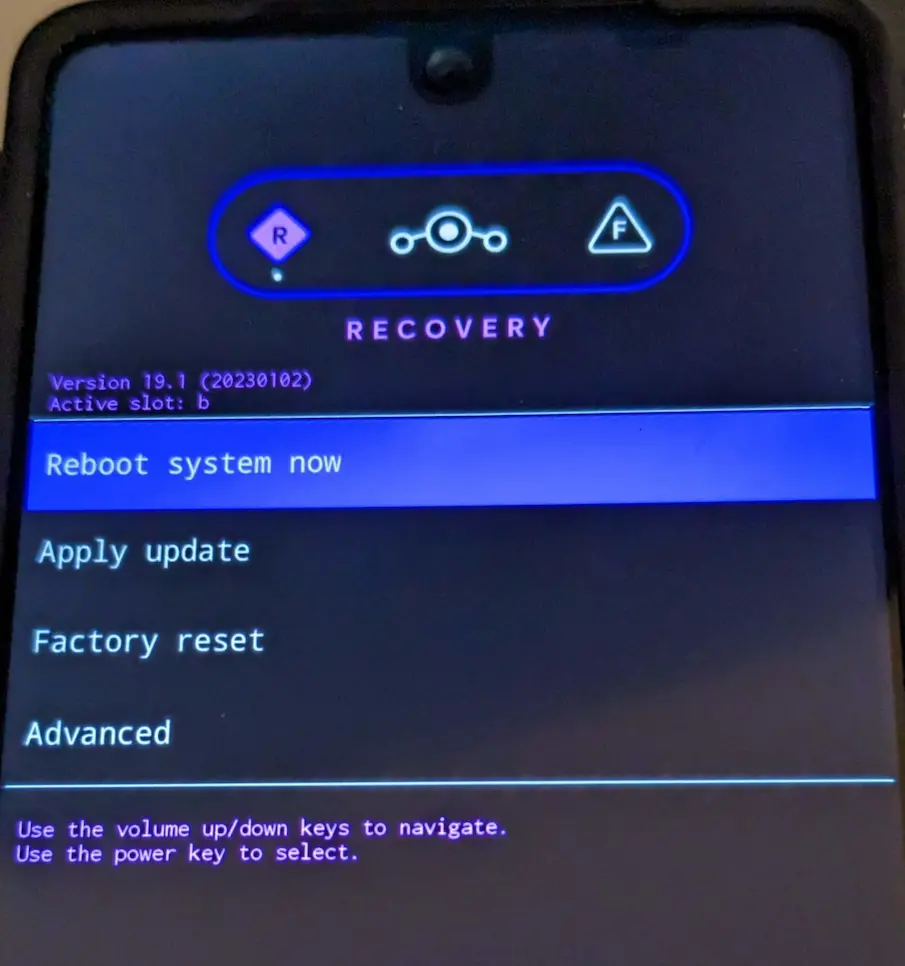 R F
RECOVERY
Version 19.1 (20230102)
Active slot: b
Reboot system now
Apply update
Factory reset
Advanced
Use the volume up/down keys to navigate.
Use the power key to select.